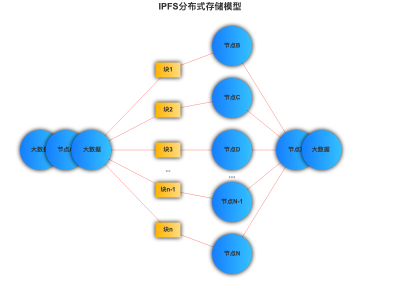 IPFS分布式存储模型
节点B
块1
节点C
块2
大数据
节点
大数据
块3
节点D
节点
大数据
...
...
块n-1
节点N-1
块n
节点N